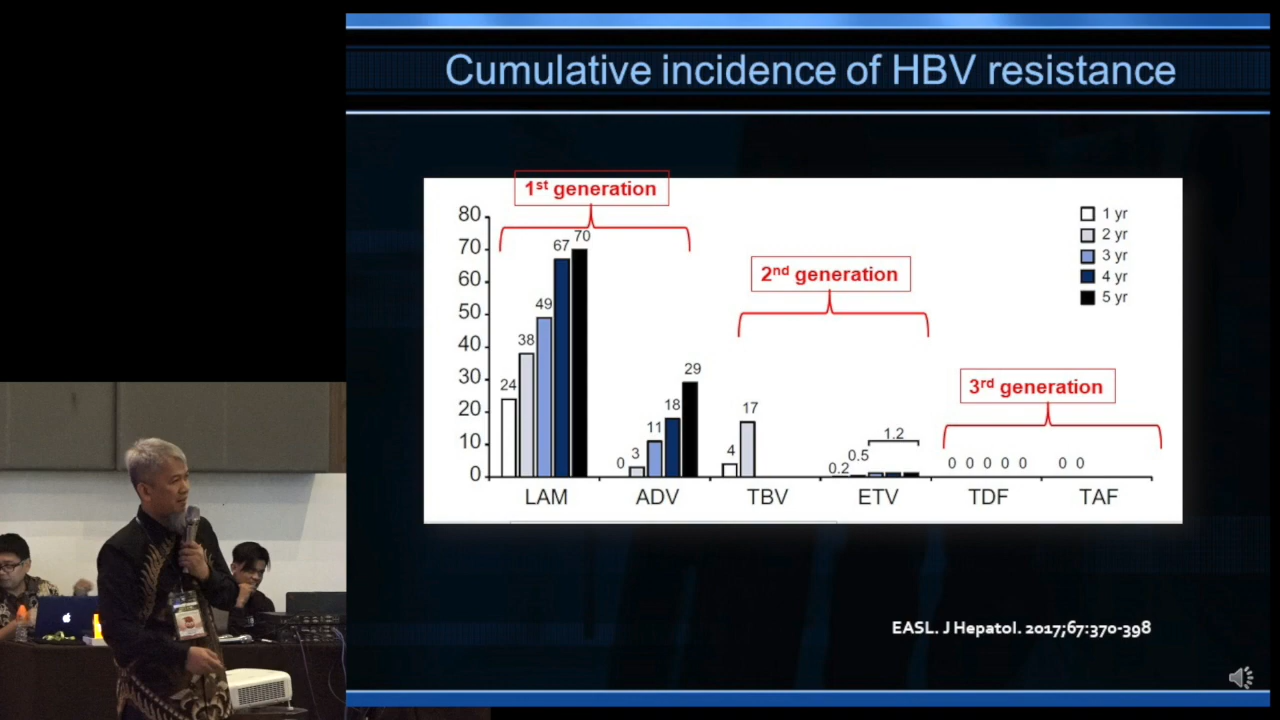 Cumulative incidence of HBV resistance
1st generation
2nd generation
3rd generation
1 yr
2 yr
3 yr
4 yr
5 yr
80
70
60
50
40
30
20
10
0
24
38
49
67
70
0
3
11
18
29
4
17
0.2
0.5
1.2
0 0 0 0 0
0 0
LAM ADV TBV ETV TDF TAF
EASL. J Hepatol. 2017;67:370-398